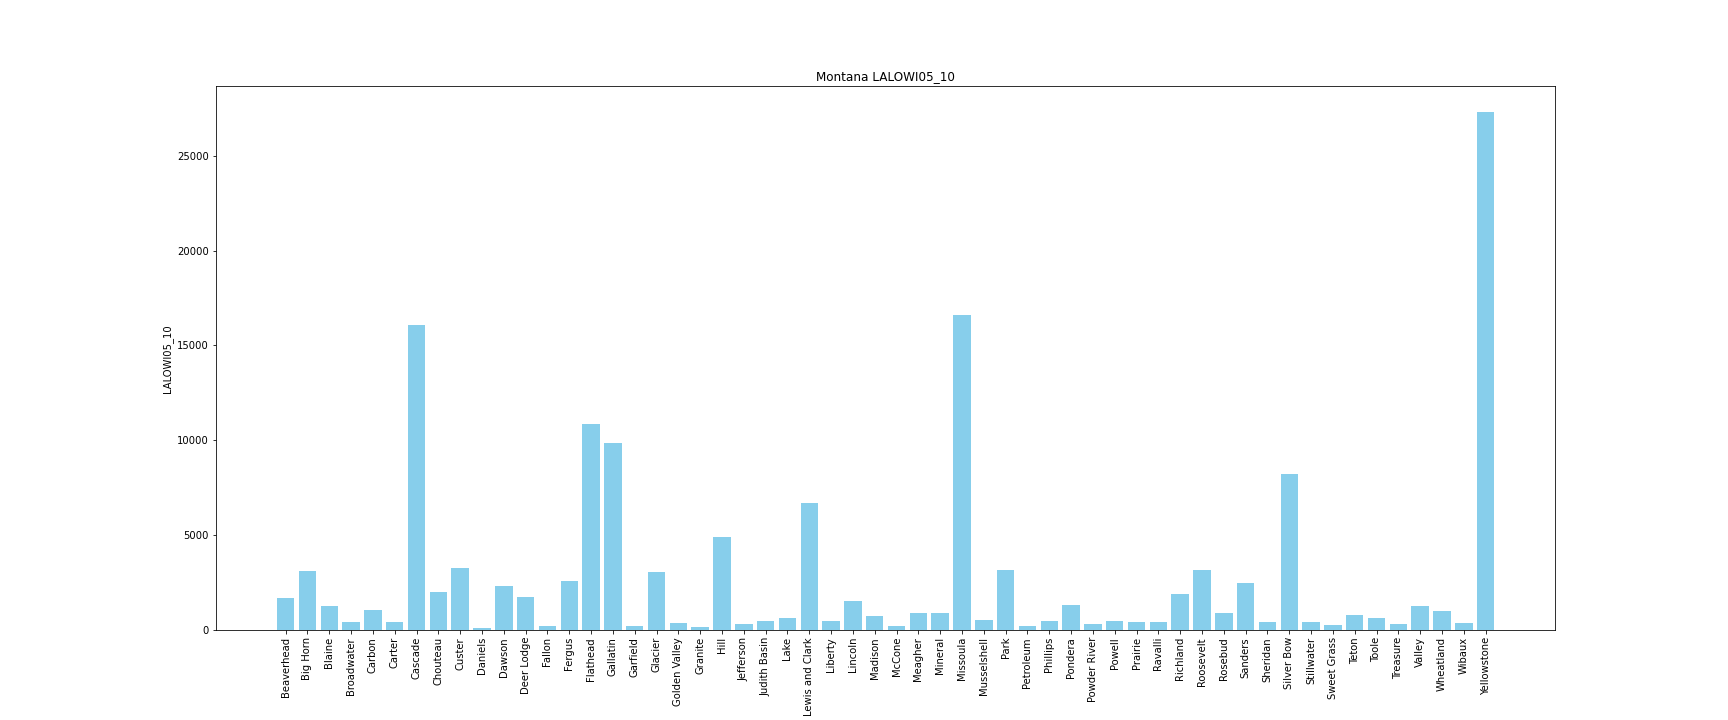 Montana LALOWI05_10
LALOWI05_10
25000
20000
15000
10000
5000
0
Beaverhead
Big Horn
Blaine
Broadwater
Carbon
Carter
Cascade
Chouteau
Custer
Daniels
Dawson
Deer Lodge
Fallon
Fergus
Flathead
Gallatin
Garfield
Glacier
Golden Valley
Granite
Hill
Jefferson
Judith Basin
Lake
Lewis and Clark
Liberty
Lincoln
Madison
McCone
Meagher
Mineral
Missoula
Musselshell
Park
Petroleum
Phillips
Pondera
Powder River
Powell
Prairie
Ravalli
Richland
Roosevelt
Rosebud
Sanders
Sheridan
Silver Bow
Stillwater
Sweet Grass
Teton
Toole
Treasure
Valley
Wheatland
Wibaux
Yellowstone